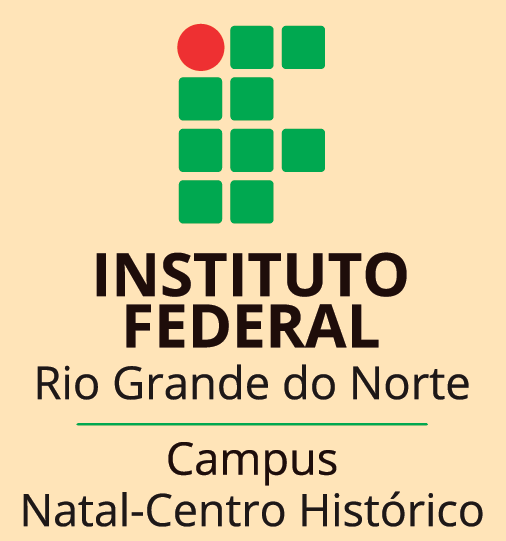 INSTITUTO
FEDERAL
Rio Grande do Norte
Campus
Natal-Centro Histórico